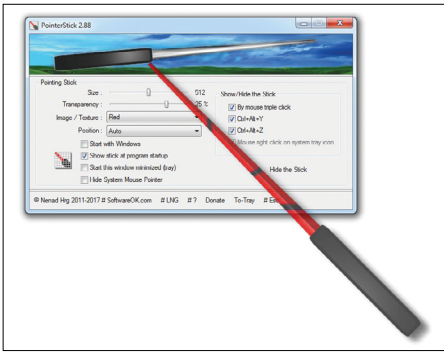 PointerStick 2.88
Pointing Stick
Size : 512
Transparency : 25 %
Image / Texture : Red
Position : Auto
Start with Windows
Show stick at program startup
Start this window minimized (tray)
Hide System Mouse Pointer
Show/Hide the Stick
By mouse triple click
Ctrl+Alt+Y
Ctrl+Alt+Z
Mouse right click on system tray icon
Hide the Stick
© Nenad Hrg 2011-2017 # SoftwareOK.com # LNG # ? Donate To-Tray # E